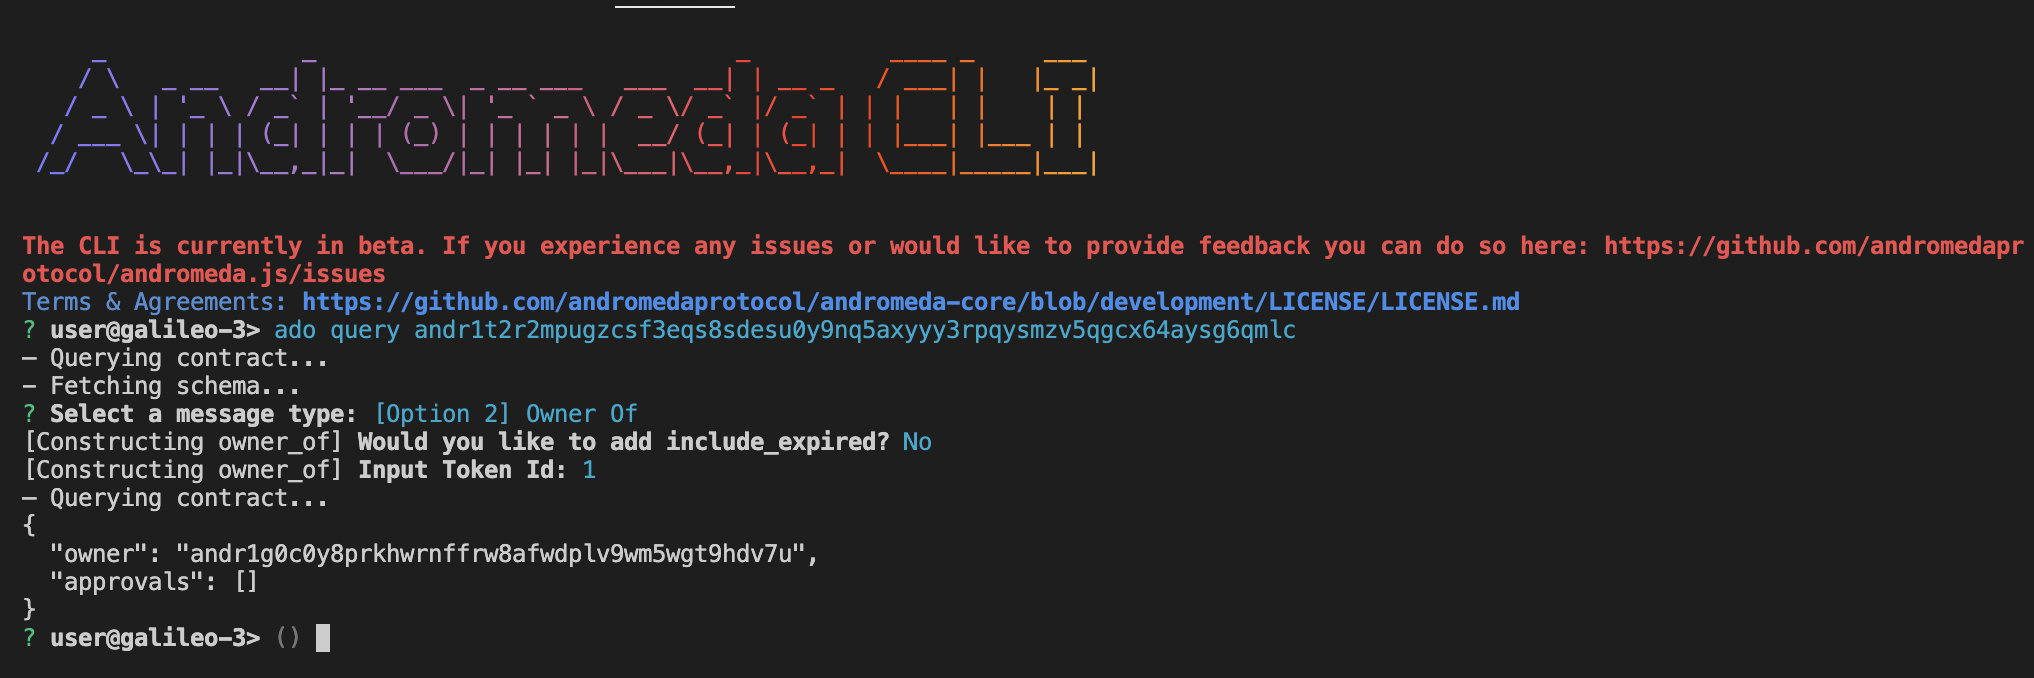 Andromeda CLI
The CLI is currently in beta. If you experience any issues or would like to provide feedback you can do so here: https://github.com/andromedapr
otocol/andromeda.js/issues
Terms & Agreements: https://github.com/andromedaprotocol/andromeda-core/blob/development/LICENSE/LICENSE.md
? user@galileo-3> ado query andr1t2r2mpugzcsf3eqs8sdesu0y9nq5axyyy3rpqysmzv5qgcx64aysg6qmlc
- Querying contract...
- Fetching schema...
? Select a message type: [Option 2] Owner Of
[Constructing owner_of] Would you like to add include_expired? No
[Constructing owner_of] Input Token Id: 1
- Querying contract...
{
  "owner": "andr1g0c0y8prkhwrnffrw8afwdplv9wm5wgt9hdv7u",
  "approvals": []
}
? user@galileo-3> ()